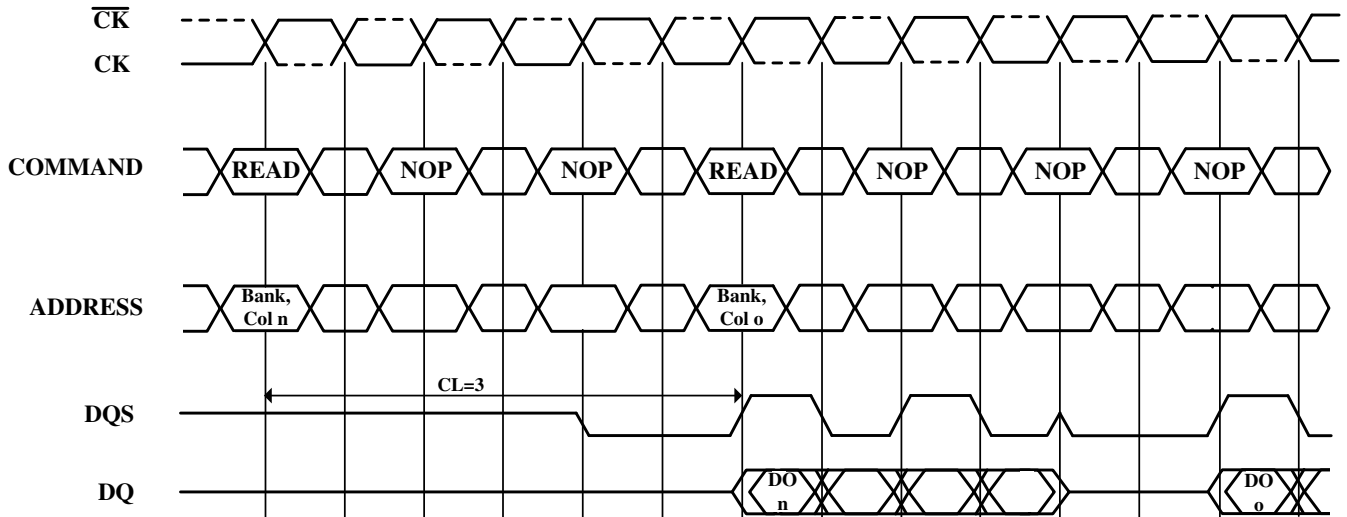 CK
CK
COMMAND READ NOP NOP READ NOP NOP NOP
ADDRESS Bank, Col n Bank, Col o
CL=3
DQS
DQ DO n DO o